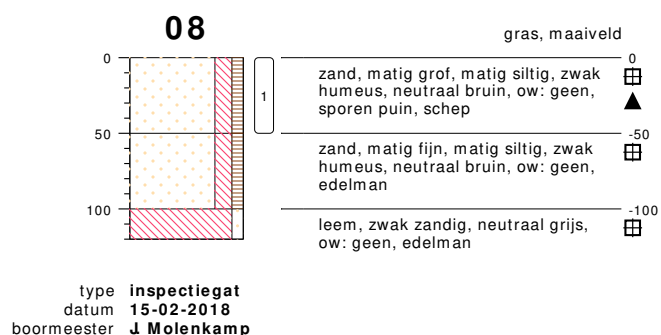 08
gras, maaiveld
0
0
zand, matig grof, matig siltig, zwak
humeus, neutraal bruin, ow: geen,
sporen puin, schep
1
50
-50
zand, matig fijn, matig siltig, zwak
humeus, neutraal bruin, ow: geen,
edelman
100
-100
leem, zwak zandig, neutraal grijs,
ow: geen, edelman
type inspectiegat
datum 15-02-2018
boormeester J. Molenkamp